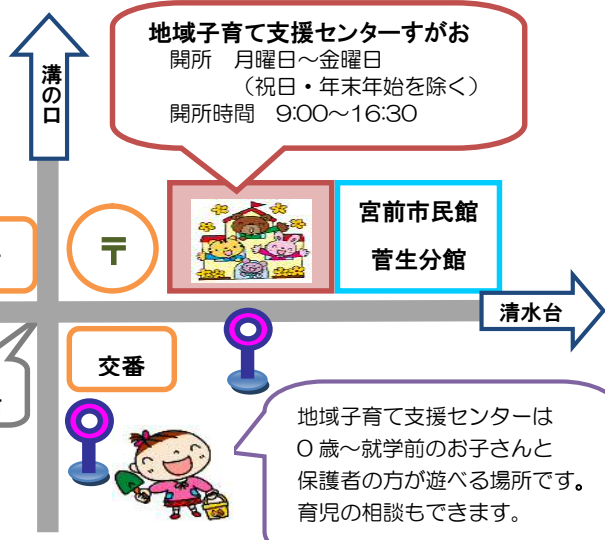 地域子育て支援センターすがお
開所　月曜日～金曜日
（祝日・年末年始を除く）
開所時間　9:00～16:30
溝の口
〒
宮前市民館
菅生分館
清水台
交番
地域子育て支援センターは
０歳～就学前のお子さんと
保護者の方が遊べる場所です。
育児の相談もできます。